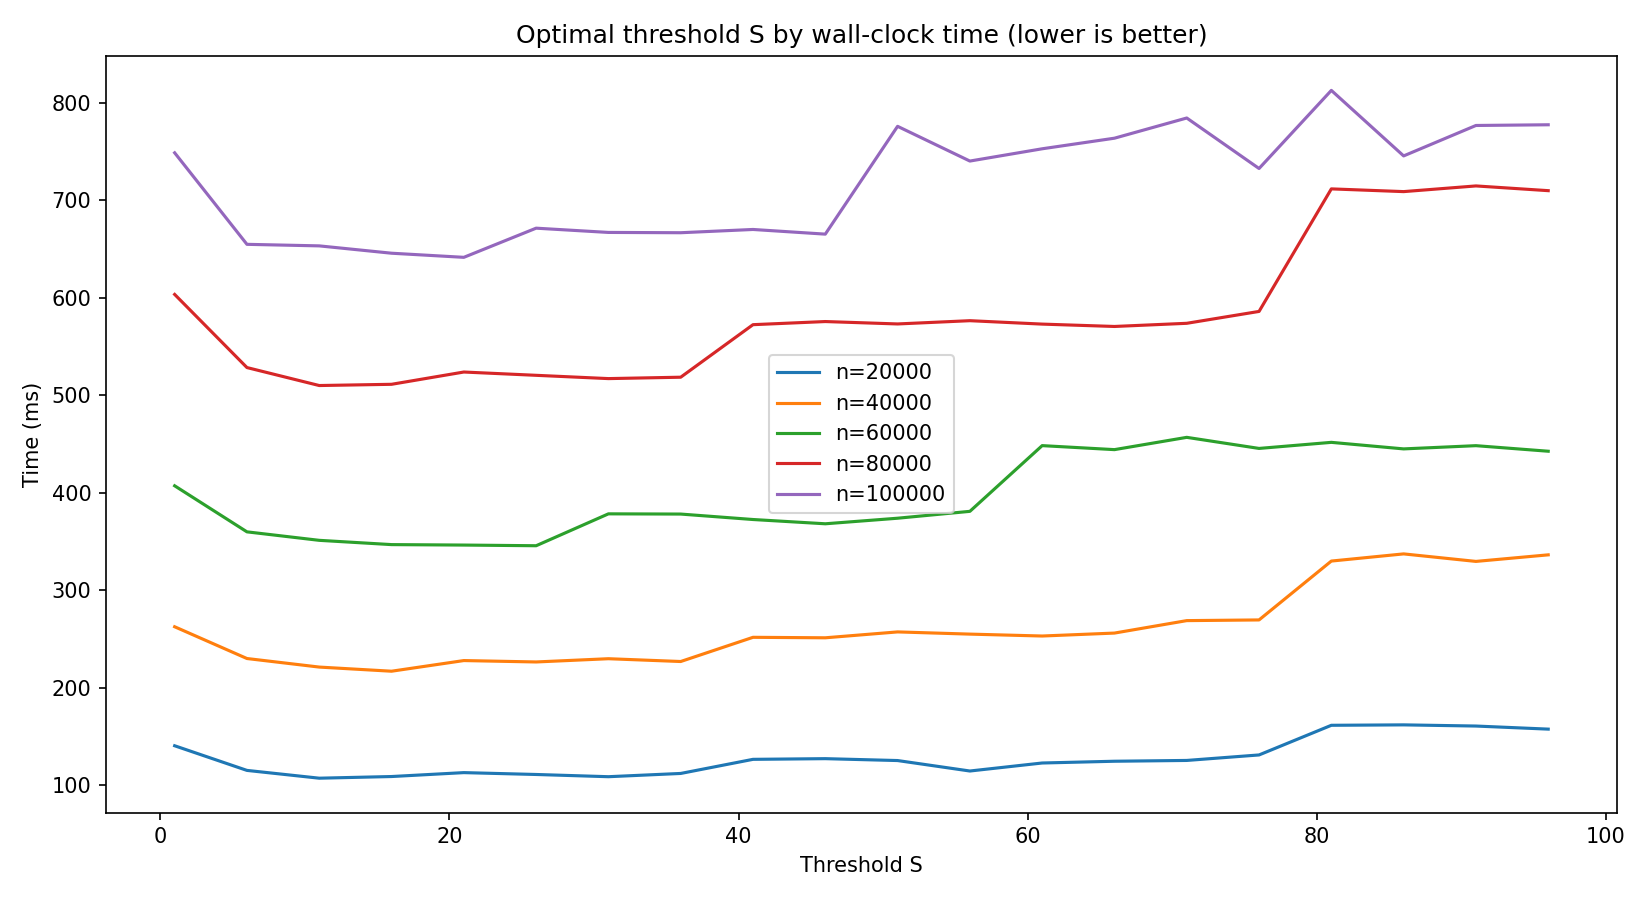 Optimal threshold S by wall-clock time (lower is better)
Time (ms)
800
700
600
500
400
300
200
100
n=20000
n=40000
n=60000
n=80000
n=100000
0 20 40 60 80 100
Threshold S